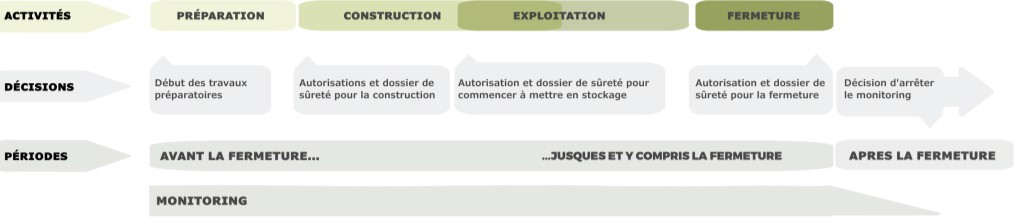 ACTIVITÉS
PRÉPARATION
CONSTRUCTION
EXPLOITATION
FERMETURE
DÉCISIONS
Début des travaux
préparatoires
Autorisations et dossier de
sûreté pour la construction
Autorisation et dossier de sûreté pour
commencer à mettre en stockage
Autorisation et dossier de
sûreté pour la fermeture
Décision d'arrêter
le monitoring
PÉRIODES
AVANT LA FERMETURE...
...JUSQUES ET Y COMPRIS LA FERMETURE
APRES LA FERMETURE
MONITORING